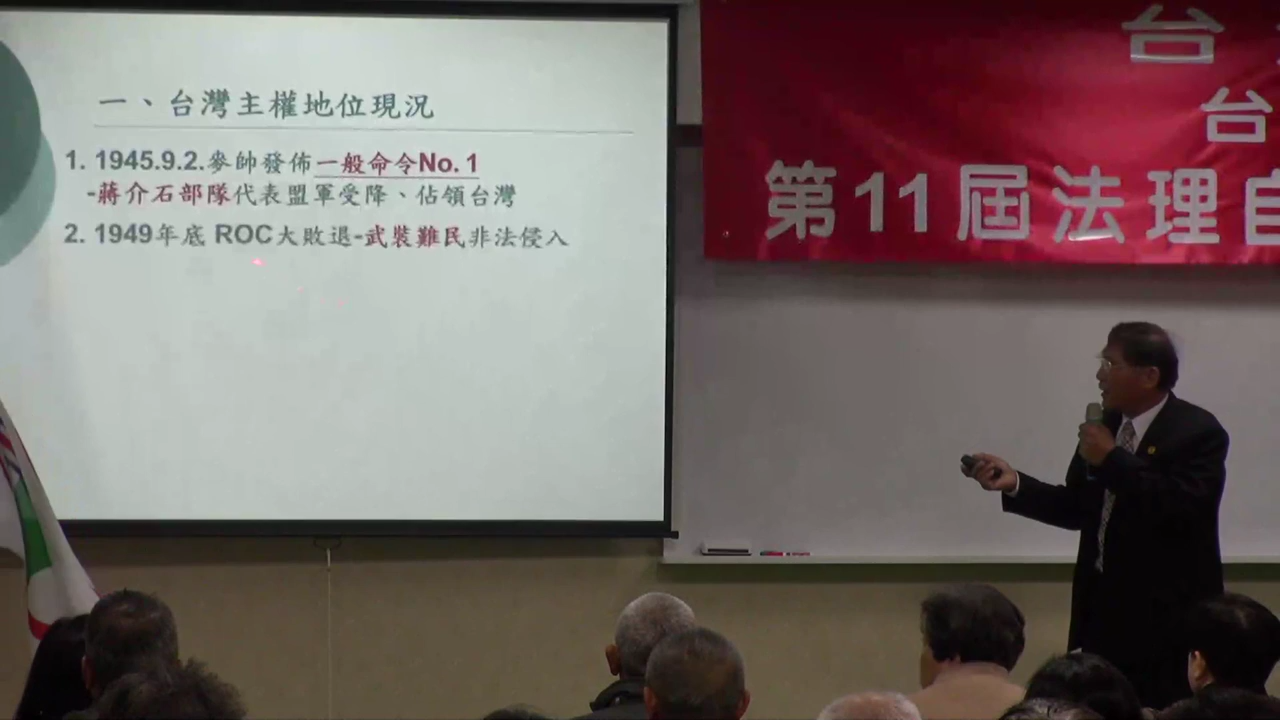 一、台灣主權地位現況
1. 1945.9.2.麥帥發佈一般命令No. 1
-蔣介石部隊代表盟軍受降、佔領台灣
2. 1949年底 ROC大敗退-武裝難民非法侵入
台
台
第11屆法理自